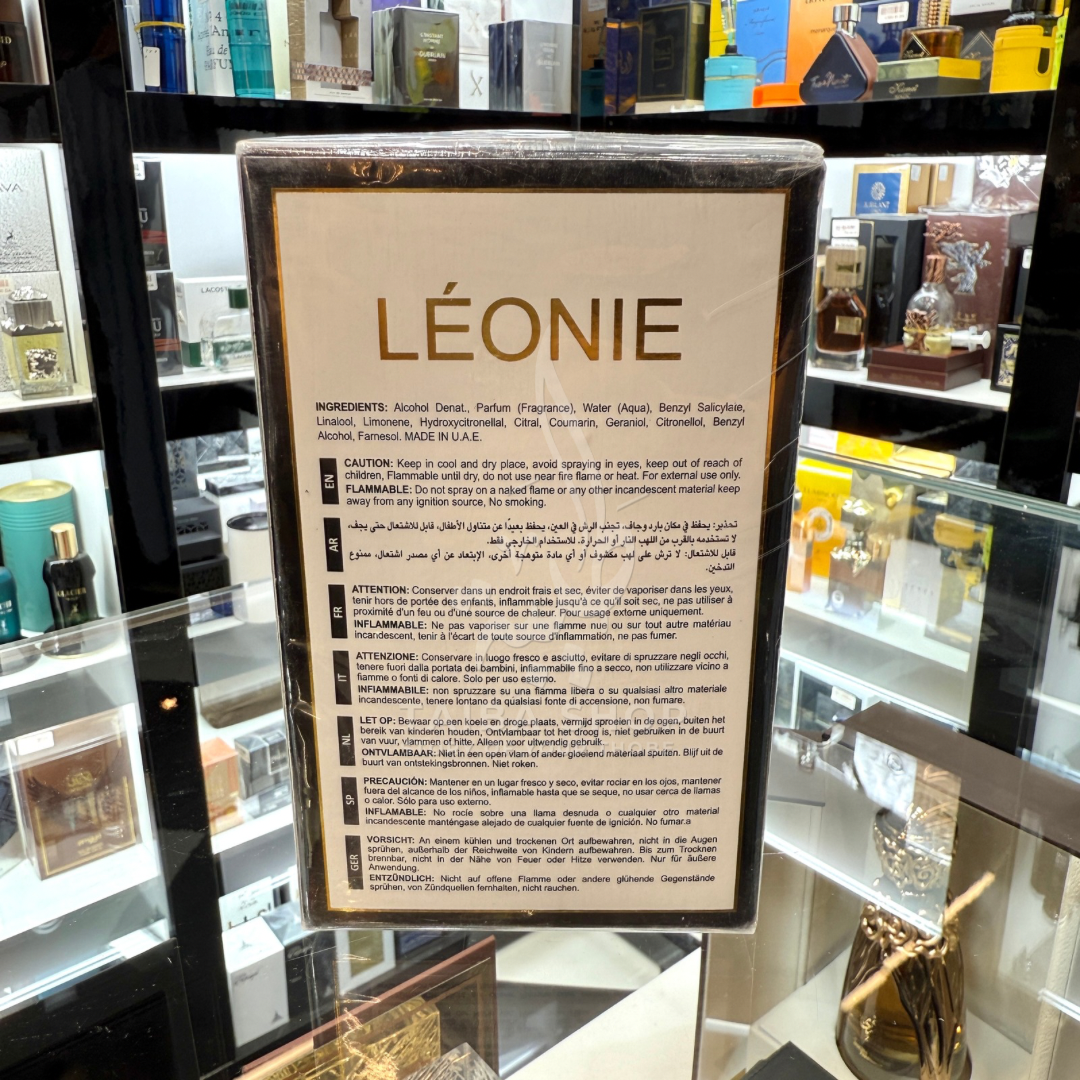 L'INSTANT
GUERLAIN
LACOSTE
LÉONIE
INGREDIENTS: Alcohol Denat., Parfum (Fragrance), Water (Aqua), Benzyl Salicylate,
Linalool, Limonene, Hydroxycitronellal, Citral, Coumarin, Geraniol, Citronellol, Benzyl
Alcohol, Farnesol. MADE IN U.A.E.
EN
CAUTION: Keep in cool and dry place, avoid spraying in eyes, keep out of reach of
children, Flammable until dry, do not use near fire flame or heat. For external use only.
FLAMMABLE: Do not spray on a naked flame or any other incandescent material keep
away from any ignition source, No smoking.
AR
تحذير: يحفظ في مكان بارد وجاف، تجنب الرش في العين، يحفظ بعيدًا عن متناول الأطفال، قابل للاشتعال حتى يجف،
لا تستخدمه بالقرب من اللهب النار أو الحرارة. للاستخدام الخارجي فقط.
قابل للاشتعال: لا ترش على لهب مكشوف أو أي مادة متوهجة أخرى، الإبتعاد عن أي مصدر اشتعال، ممنوع
التدخين.
FR
ATTENTION: Conserver dans un endroit frais et sec, éviter de vaporiser dans les yeux,
tenir hors de portée des enfants, inflammable jusqu'à ce qu'il soit sec, ne pas utiliser à
proximité d'un feu ou d'une source de chaleur. Pour usage externe uniquement.
INFLAMMABLE: Ne pas vaporiser sur une flamme nue ou sur tout autre matériau
incandescent, tenir à l'écart de toute source d'inflammation, ne pas fumer.
IT
ATTENZIONE: Conservare in luogo fresco e asciutto, evitare di spruzzare negli occhi,
tenere fuori dalla portata dei bambini, infiammabile fino a secco, non utilizzare vicino a
fiamme o fonti di calore. Solo per uso esterno.
INFIAMMABILE: non spruzzare su una fiamma libera o su qualsiasi altro materiale
incandescente, tenere lontano da qualsiasi fonte di accensione, non fumare.
NL
LET OP: Bewaar op een koele en droge plaats, vermijd sproeien in de ogen, buiten het
bereik van kinderen houden, Ontvlambaar tot het droog is, niet gebruiken in de buurt
van vuur, vlammen of hitte. Alleen voor uitwendig gebruik.
ONTVLAMBAAR: Niet in een open vlam of ander gloeiend materiaal spuiten. Blijf uit de
buurt van ontstekingsbronnen. Niet roken.
SP
PRECAUCIÓN: Mantener en un lugar fresco y seco, evitar rociar en los ojos, mantener
fuera del alcance de los niños, inflamable hasta que se seque, no usar cerca de llamas
o calor. Sólo para uso externo.
INFLAMABLE: No rocíe sobre una llama desnuda o cualquier otro material
incandescente manténgase alejado de cualquier fuente de ignición. No fumar.a
GER
VORSICHT: An einem kühlen und trockenen Ort aufbewahren, nicht in die Augen
sprühen, außerhalb der Reichweite von Kindern aufbewahren. Bis zum Trocknen
brennbar, nicht in der Nähe von Feuer oder Hitze verwenden. Nur für äußere
Anwendung.
ENTZÜNDLICH: Nicht auf offene Flamme oder andere glühende Gegenstände
sprühen, von Zündquellen fernhalten, nicht rauchen.